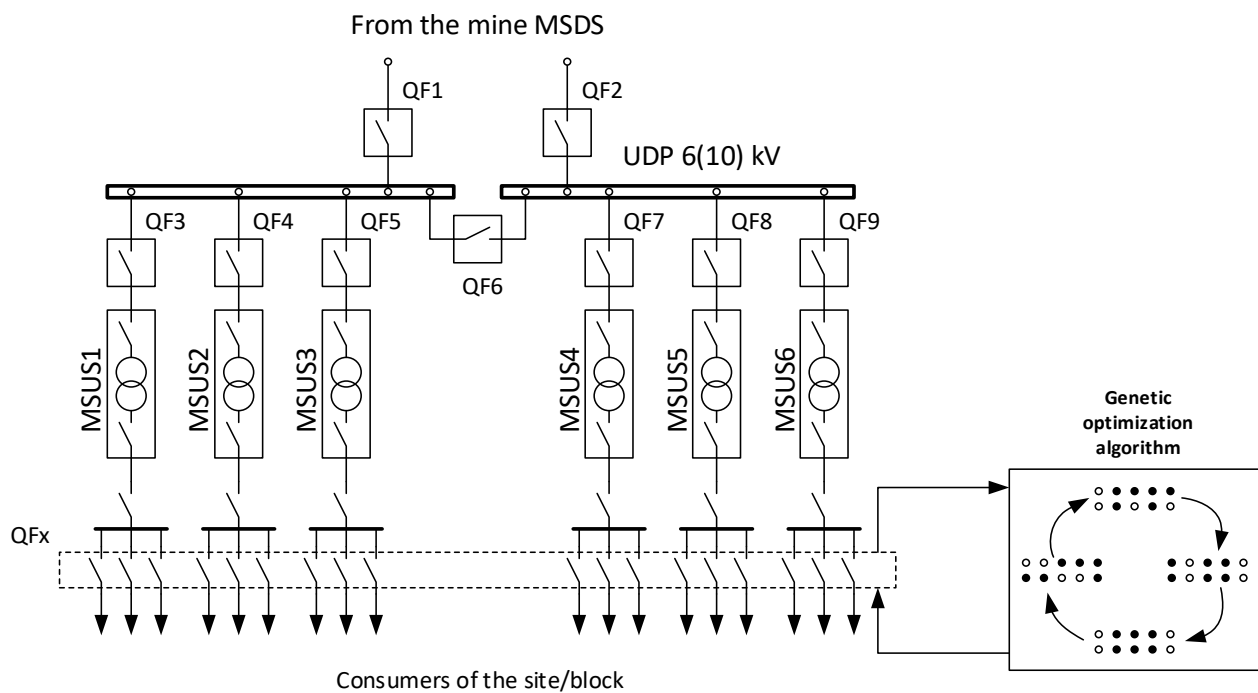 From the mine MSDS
QF1
QF2
UDP 6(10) kV
QF3
QF4
QF5
QF7
QF8
QF9
QF6
MSUS1
MSUS2
MSUS3
MSUS4
MSUS5
MSUS6
Genetic
optimization
algorithm
QFx
Consumers of the site/block